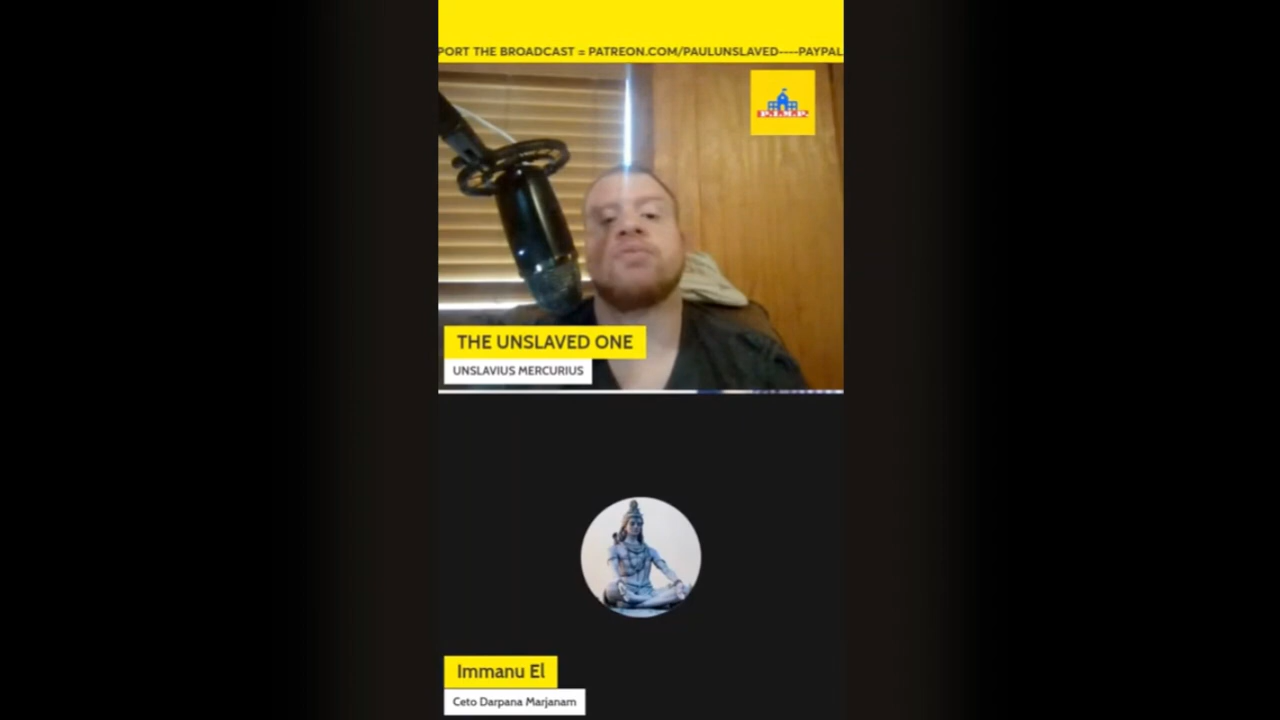 PORT THE BROADCAST = PATREON.COM/PAULUNSLAVED----PAYPAL
P.I.M.P.
THE UNSLAVED ONE
UNSLAVIUS MERCURIUS
Immanu El
Ceto Darpana Marjanam